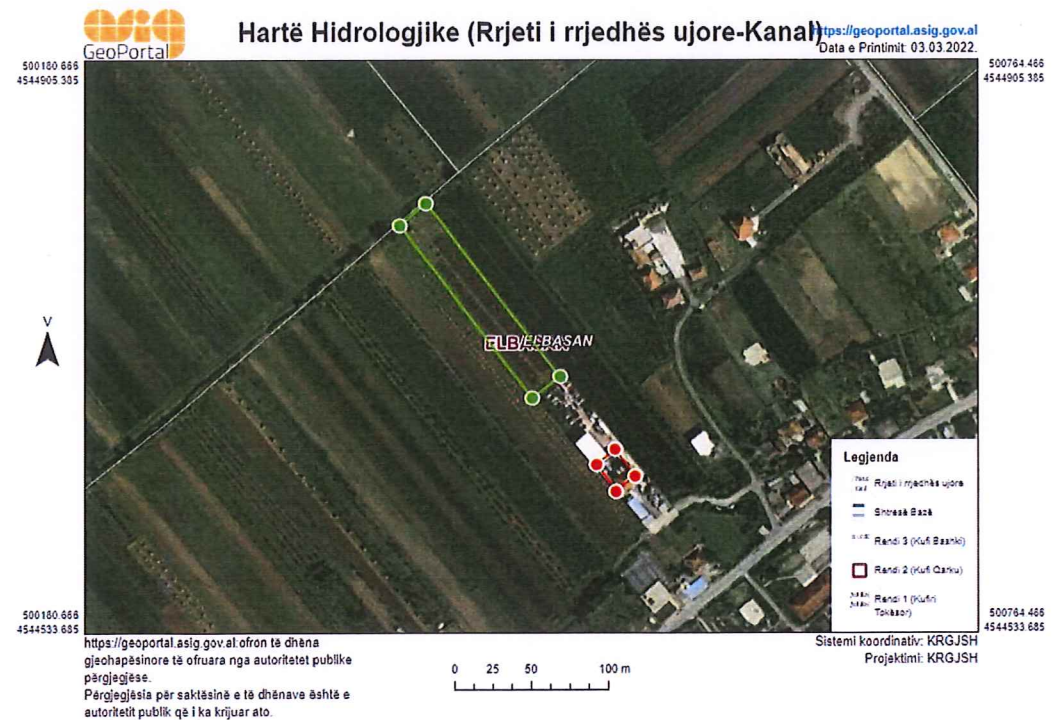 asig
GeoPortal
Hartë Hidrologjike (Rrjeti i rrjedhës ujore-Kanal)
https://geoportal.asig.gov.al
Data e Printimit: 03.03.2022.
500180.666
4544905.385
500764.466
4544905.385
V
ELBASAN
Legjenda
Rrjeti i rrjedhës ujore
Shtresë Bazë
Rendi 3 (Kufi Bashki)
Rendi 2 (Kufi Qarku)
Rendi 1 (Kufiri
Tokësor)
500180.666
4544533.685
500764.466
4544533.685
https://geoportal.asig.gov.al:ofron të dhëna
gjeohapësinore të ofruara nga autoritetet publike
përgjegjëse.
Përgjegjësia për saktësinë e të dhënave është e
autoritetit publik që i ka krijuar ato.
0 25 50 100 m
Sistemi koordinativ: KRGJSH
Projektimi: KRGJSH